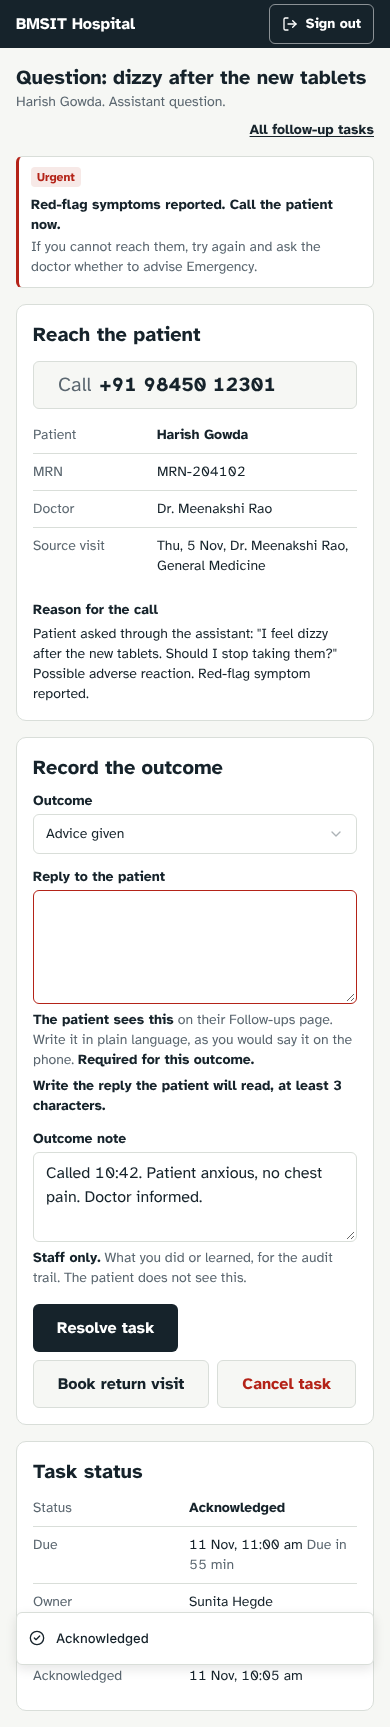 BMSIT Hospital
Sign out
Question: dizzy after the new tablets
Harish Gowda. Assistant question.
All follow-up tasks
Urgent
Red-flag symptoms reported. Call the patient
now.
If you cannot reach them, try again and ask the
doctor whether to advise Emergency.
Reach the patient
Call +91 98450 12301
Patient Harish Gowda
MRN MRN-204102
Doctor Dr. Meenakshi Rao
Source visit Thu, 5 Nov, Dr. Meenakshi Rao,
General Medicine
Reason for the call
Patient asked through the assistant: "I feel dizzy
after the new tablets. Should I stop taking them?"
Possible adverse reaction. Red-flag symptom
reported.
Record the outcome
Outcome
Advice given
Reply to the patient
The patient sees this on their Follow-ups page.
Write it in plain language, as you would say it on the
phone. Required for this outcome.
Write the reply the patient will read, at least 3
characters.
Outcome note
Called 10:42. Patient anxious, no chest
pain. Doctor informed.
Staff only. What you did or learned, for the audit
trail. The patient does not see this.
Resolve task
Book return visit
Cancel task
Task status
Status Acknowledged
Due 11 Nov, 11:00 am Due in
55 min
Owner Sunita Hegde
Acknowledged
Acknowledged 11 Nov, 10:05 am